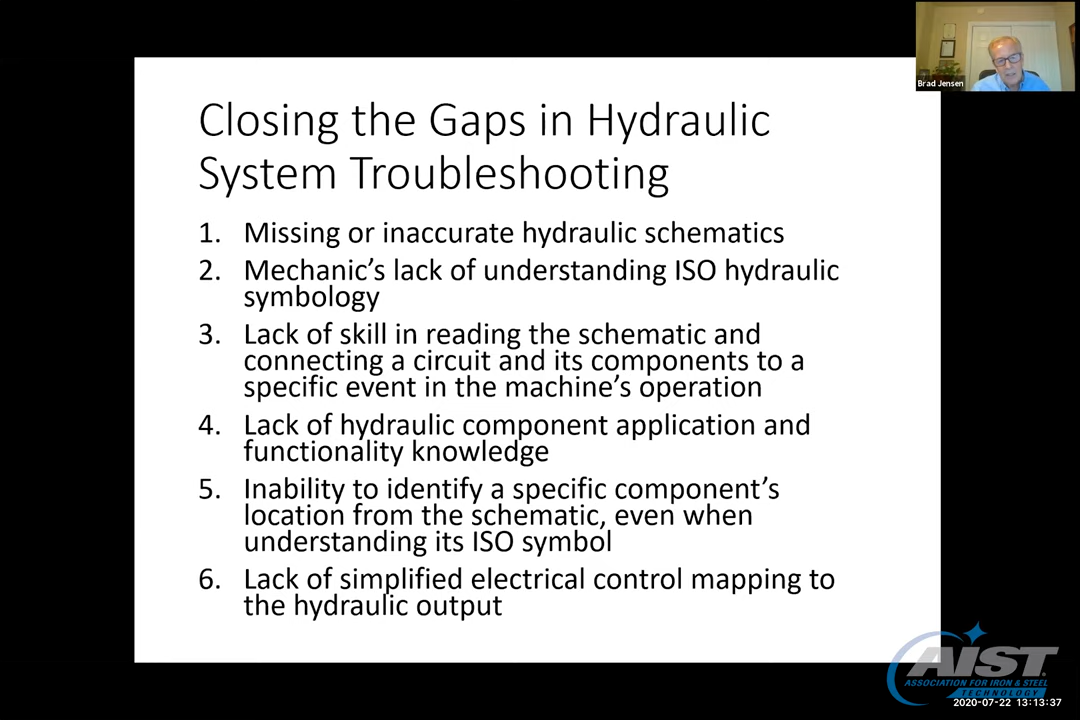 Brad Jensen
Closing the Gaps in Hydraulic
System Troubleshooting
1. Missing or inaccurate hydraulic schematics
2. Mechanic's lack of understanding ISO hydraulic
symbology
3. Lack of skill in reading the schematic and
connecting a circuit and its components to a
specific event in the machine's operation
4. Lack of hydraulic component application and
functionality knowledge
5. Inability to identify a specific component's
location from the schematic, even when
understanding its ISO symbol
6. Lack of simplified electrical control mapping to
the hydraulic output
AIST
ASSOCIATION FOR IRON & STEEL
TECHNOLOGY
2020-07-22 13:13:37